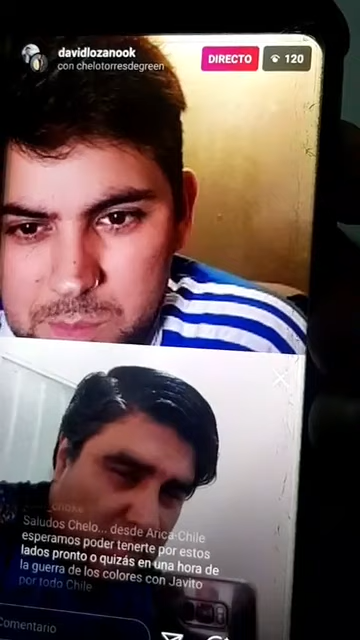 davidlozanook
con chelotorresdegreen
DIRECTO
120
Saludos Chelo... desde Arica-Chile
esperamos poder tenerte por estos
lados pronto o quizás en una hora de
la guerra de los colores con Javito
por todo Chile
Comentario